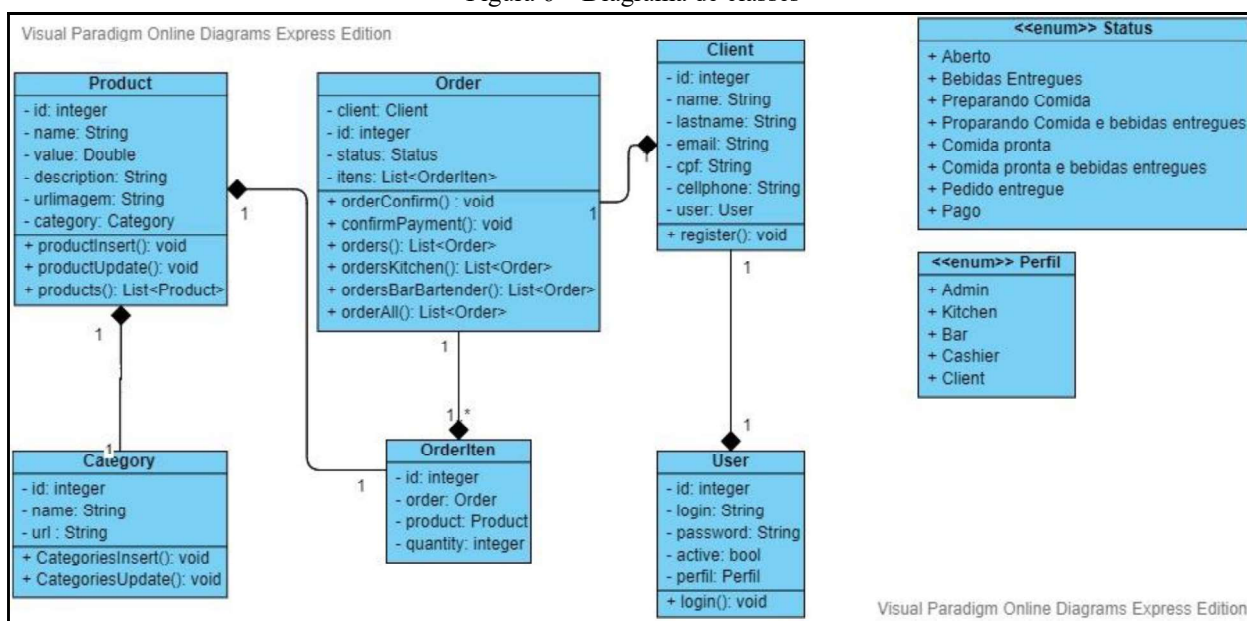 Figura 6 – Diagrama de classes
Visual Paradigm Online Diagrams Express Edition
Product
- id: integer
- name: String
- value: Double
- description: String
- urlimagem: String
- category: Category
+ productInsert(): void
+ productUpdate(): void
+ products(): List<Product>
Order
- client: Client
- id: integer
- status: Status
- itens: List<OrderIten>
+ orderConfirm() : void
+ confirmPayment(): void
+ orders(): List<Order>
+ ordersKitchen(): List<Order>
+ ordersBarBartender(): List<Order>
+ orderAll(): List<Order>
Client
- id: integer
- name: String
- lastname: String
- email: String
- cpf: String
- cellphone: String
- user: User
+ register(): void
<<enum>> Status
+ Aberto
+ Bebidas Entregues
+ Preparando Comida
+ Proparando Comida e bebidas entregues
+ Comida pronta
+ Comida pronta e bebidas entregues
+ Pedido entregue
+ Pago
<<enum>> Perfil
+ Admin
+ Kitchen
+ Bar
+ Cashier
+ Client
1
1
1
1
1
1
1..*
1
1
Category
- id: integer
- name: String
- url : String
+ CategoriesInsert(): void
+ CategoriesUpdate(): void
OrderIten
- id: integer
- order: Order
- product: Product
- quantity: integer
User
- id: integer
- login: String
- password: String
- active: bool
- perfil: Perfil
+ login(): void
Visual Paradigm Online Diagrams Express Edition